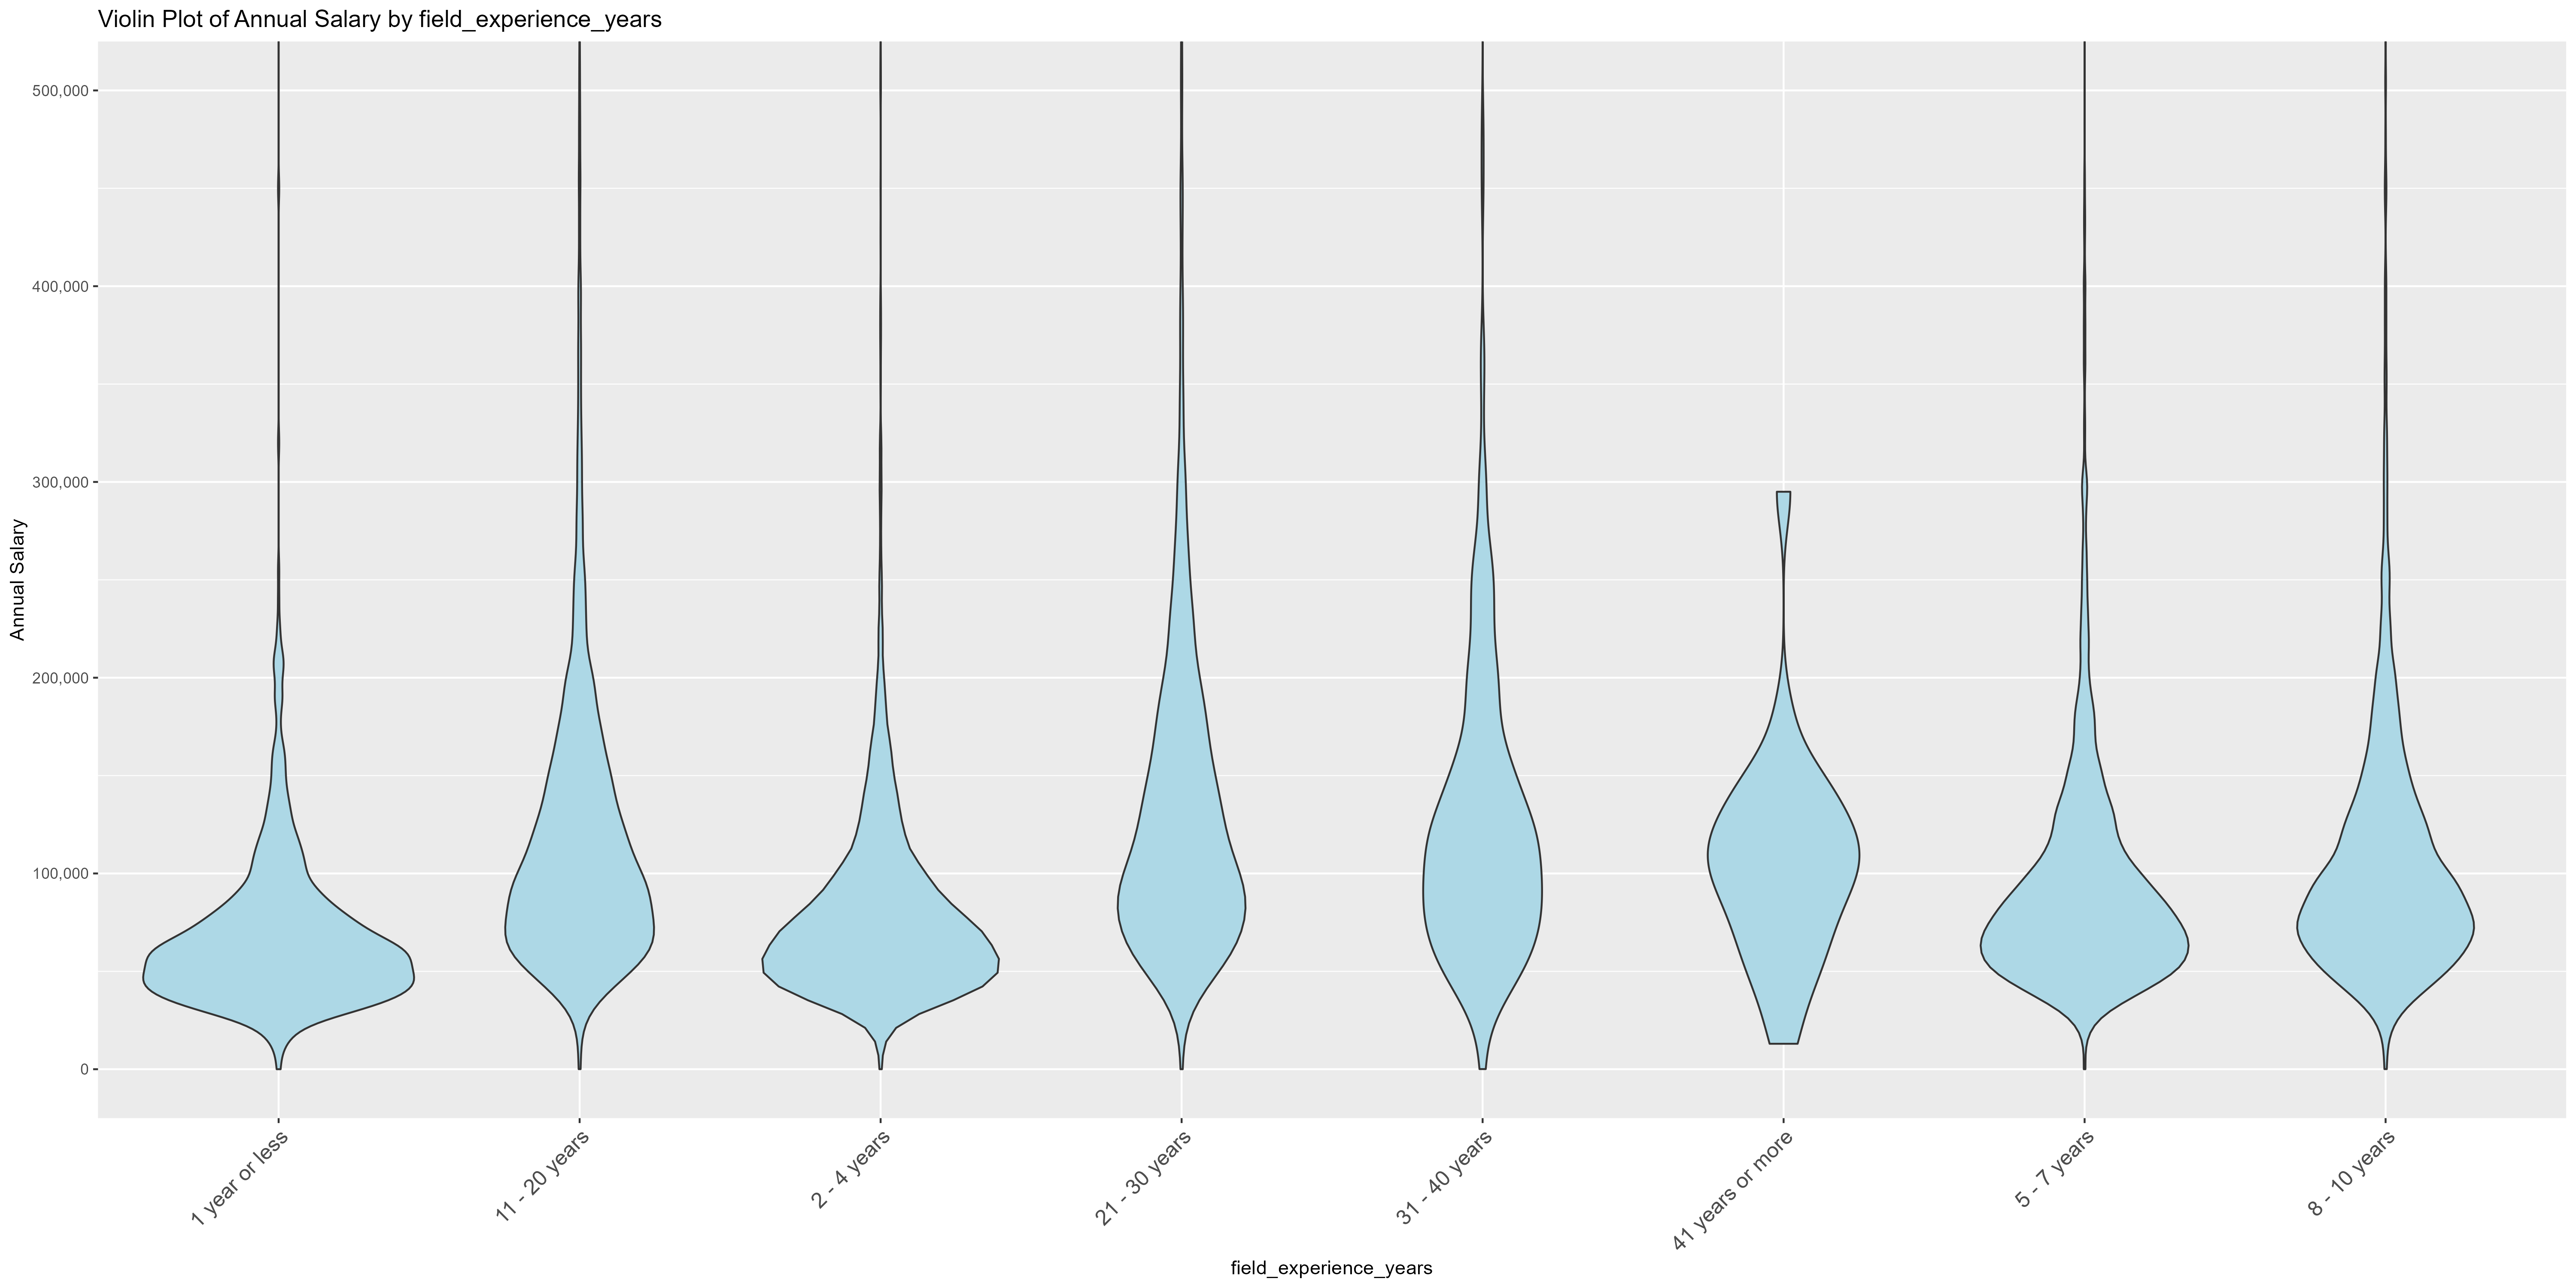 Violin Plot of Annual Salary by field_experience_years
500,000
400,000
300,000
200,000
100,000
0
Annual Salary
1 year or less
11 - 20 years
2 - 4 years
21 - 30 years
31 - 40 years
41 years or more
5 - 7 years
8 - 10 years
field_experience_years